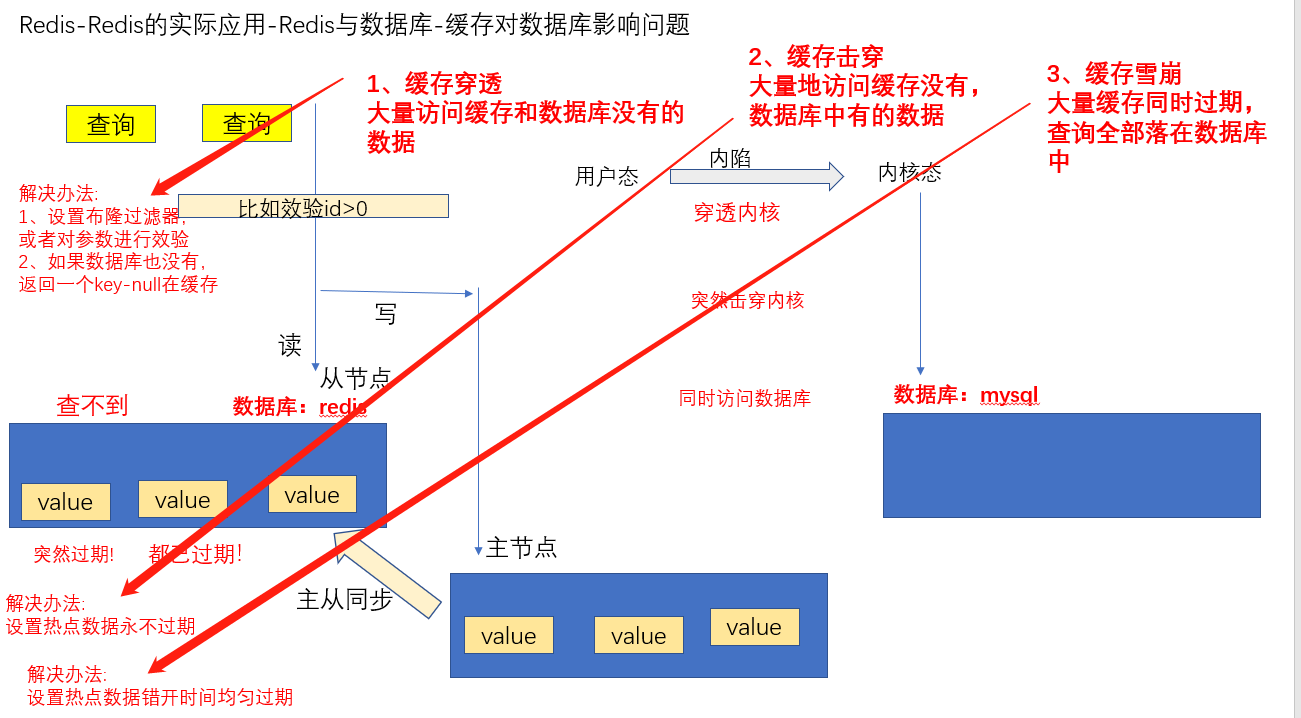 Redis-Redis的实际应用-Redis与数据库-缓存对数据库影响问题
1、缓存穿透
大量访问缓存和数据库没有的
数据
2、缓存击穿
大量地访问缓存没有，
数据库中有的数据
3、缓存雪崩
大量缓存同时过期，
查询全部落在数据库
中
查询
查询
用户态
内陷
内核态
穿透内核
解决办法:
1、设置布隆过滤器，
或者对参数进行效验
2、如果数据库也没有，
返回一个key-null在缓存
比如效验id>0
写
突然击穿内核
读
从节点
查不到
数据库：redis
同时访问数据库
数据库：mysql
value
value
value
突然过期!
都已过期!
主节点
解决办法:
设置热点数据永不过期
主从同步
value
value
value
解决办法:
设置热点数据错开时间均匀过期